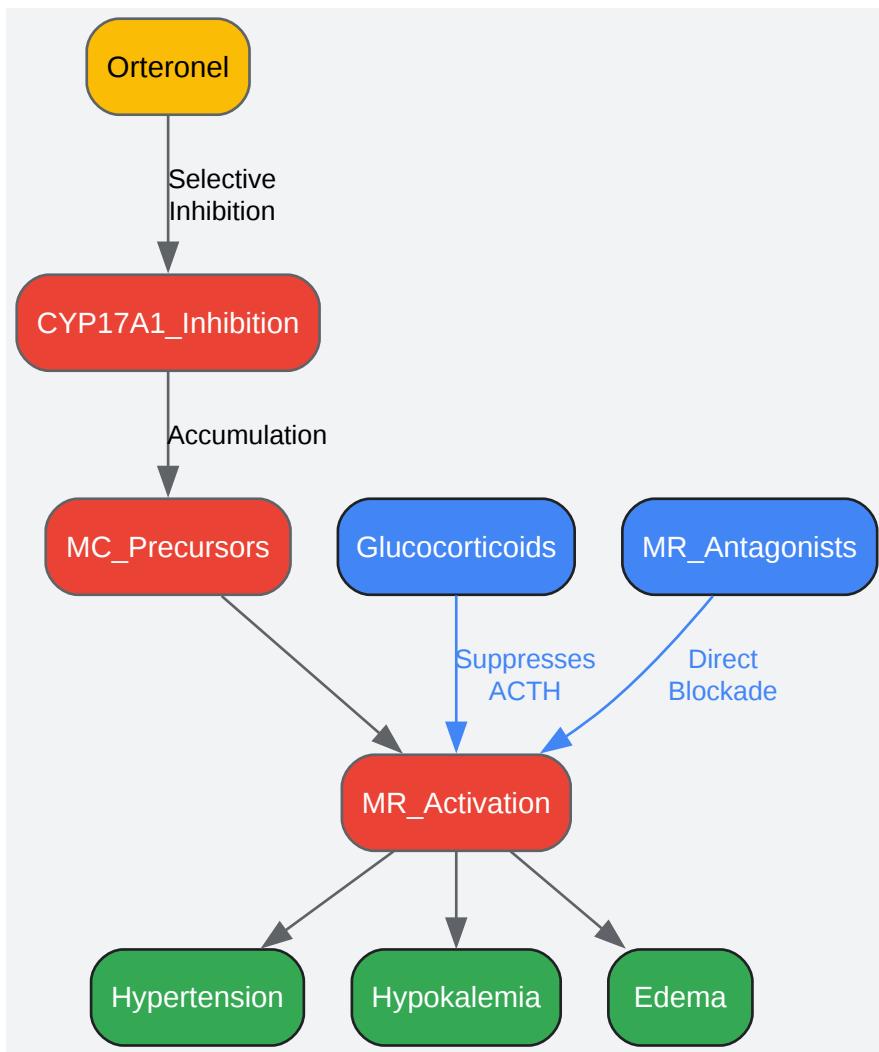 Orteronel
Selective
Inhibition
CYP17A1_Inhibition
Accumulation
MC_Precursors
Glucocorticoids
MR_Antagonists
Suppresses
ACTH
Direct
Blockade
MR_Activation
Hypertension
Hypokalemia
Edema